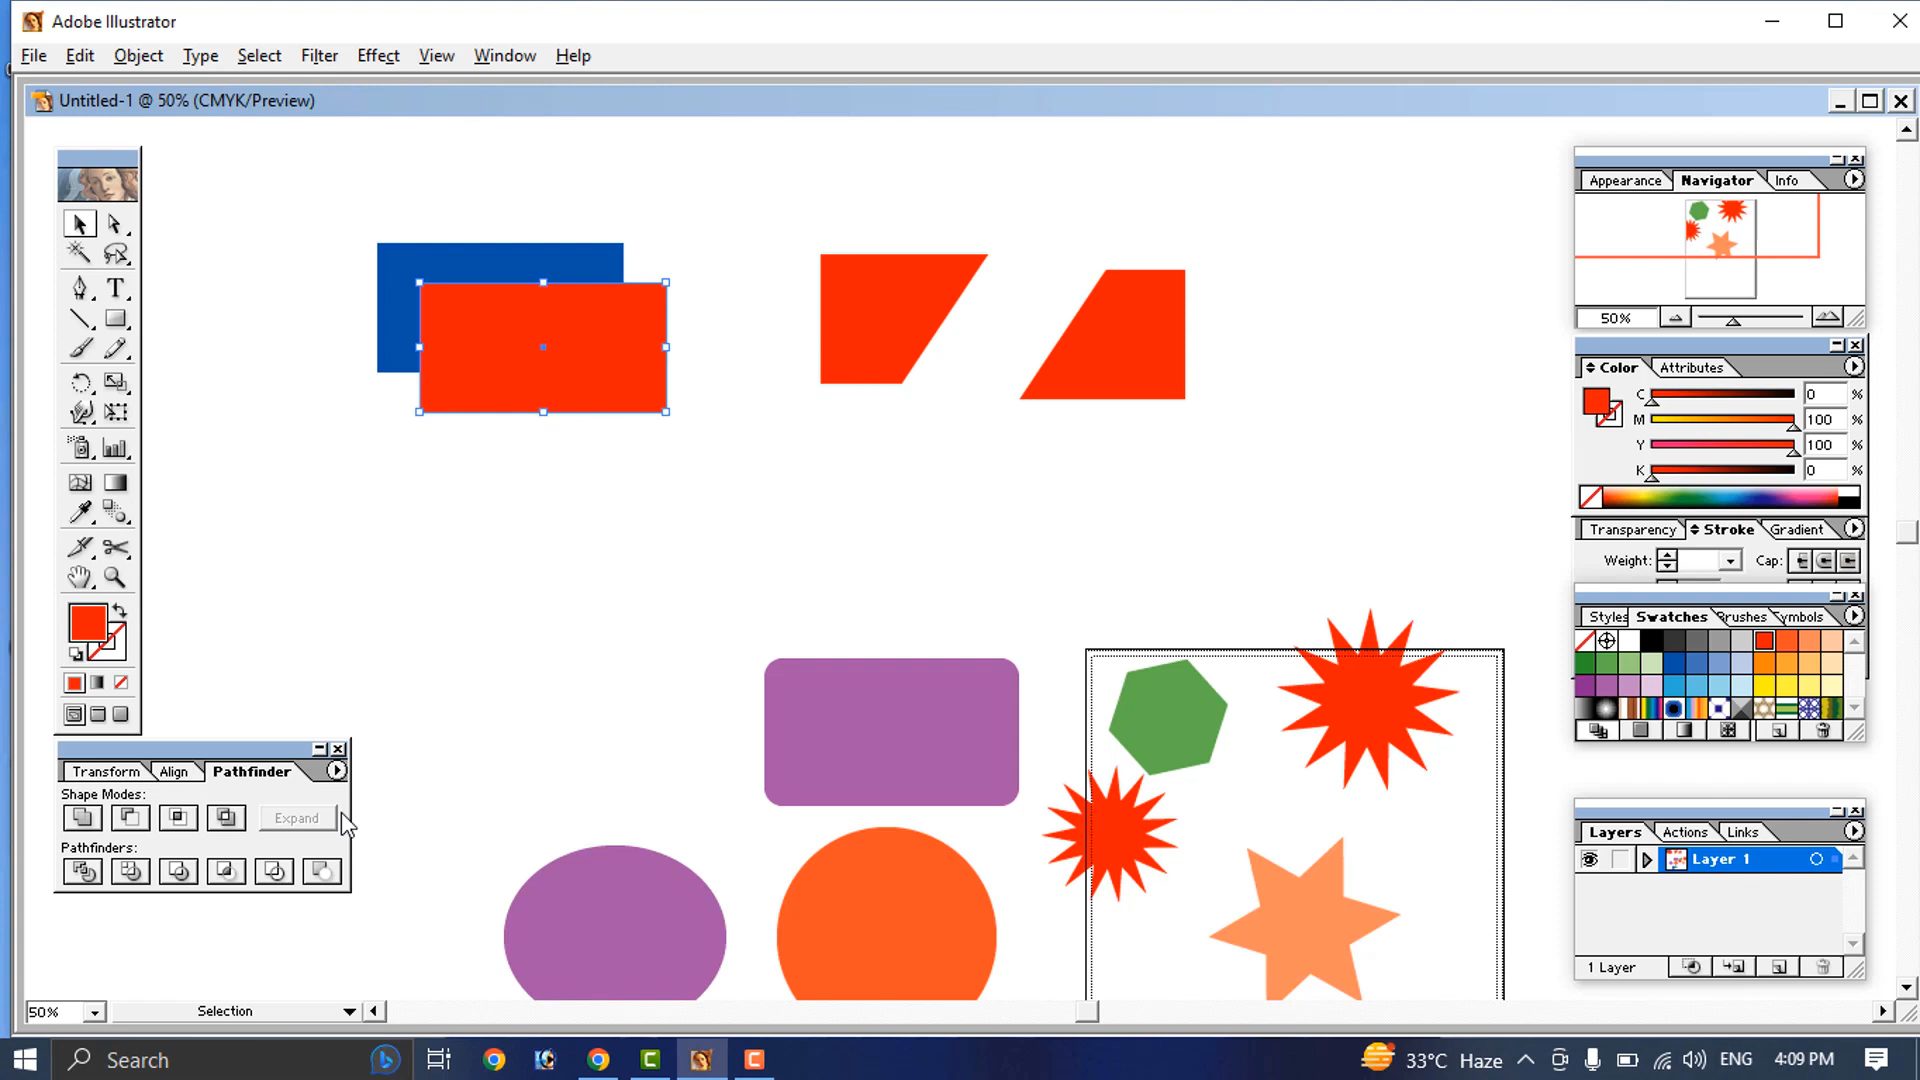 Adobe Illustrator
File Edit Object Type Select Filter Effect View Window Help
Untitled-1 @ 50% (CMYK/Preview)
Appearance Navigator Info
50%
Color Attributes
C 0 %
M 100 %
Y 100 %
K 0 %
Transparency Stroke Gradient
Weight: Cap:
Styles Swatches Brushes Symbols
Transform Align Pathfinder
Shape Modes:
Expand
Pathfinders:
Layers Actions Links
Layer 1
1 Layer
50% Selection
Search
33°C Haze ENG 4:09 PM